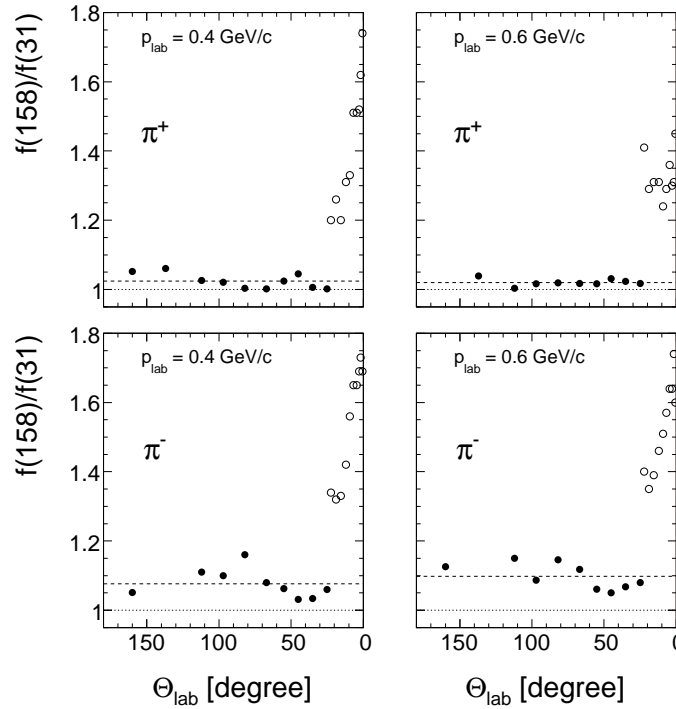 1.8
1.6
1.4
1.2
1
f(158)/f(31)
p_lab = 0.4 GeV/c
π⁺
p_lab = 0.6 GeV/c
π⁺
1.8
1.6
1.4
1.2
1
f(158)/f(31)
p_lab = 0.4 GeV/c
π⁻
p_lab = 0.6 GeV/c
π⁻
150 100 50 0
150 100 50 0
Θ_lab [degree]
Θ_lab [degree]